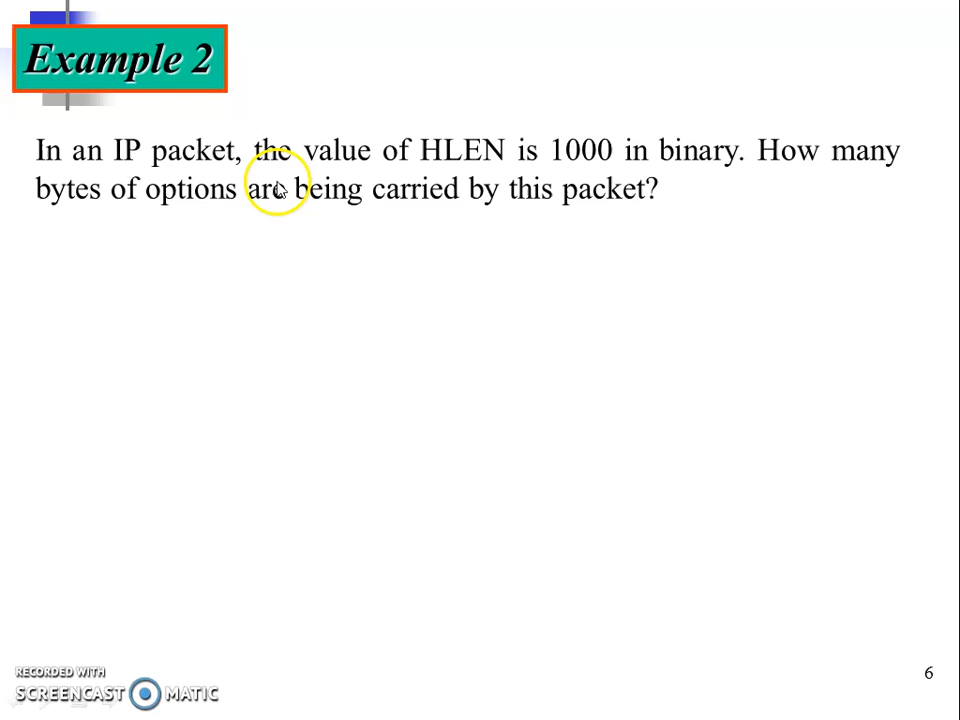 Example 2
In an IP packet, the value of HLEN is 1000 in binary. How many
bytes of options are being carried by this packet?
6
RECORDED WITH
SCREENCAST MATIC